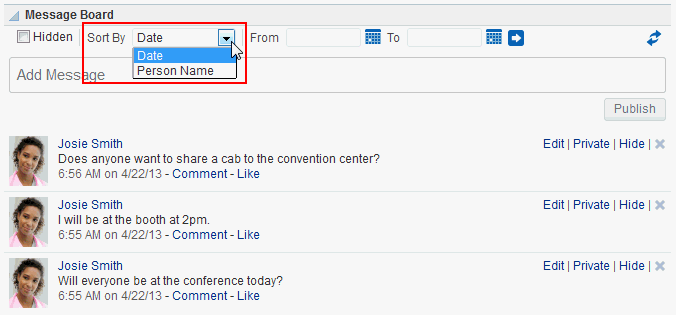 Message Board
Hidden Sort By Date From To
Date
Person Name
Add Message
Publish
Josie Smith Edit | Private | Hide |
Does anyone want to share a cab to the convention center?
6:56 AM on 4/22/13 - Comment - Like
Josie Smith Edit | Private | Hide |
I will be at the booth at 2pm.
6:55 AM on 4/22/13 - Comment - Like
Josie Smith Edit | Private | Hide |
Will everyone be at the conference today?
6:55 AM on 4/22/13 - Comment - Like